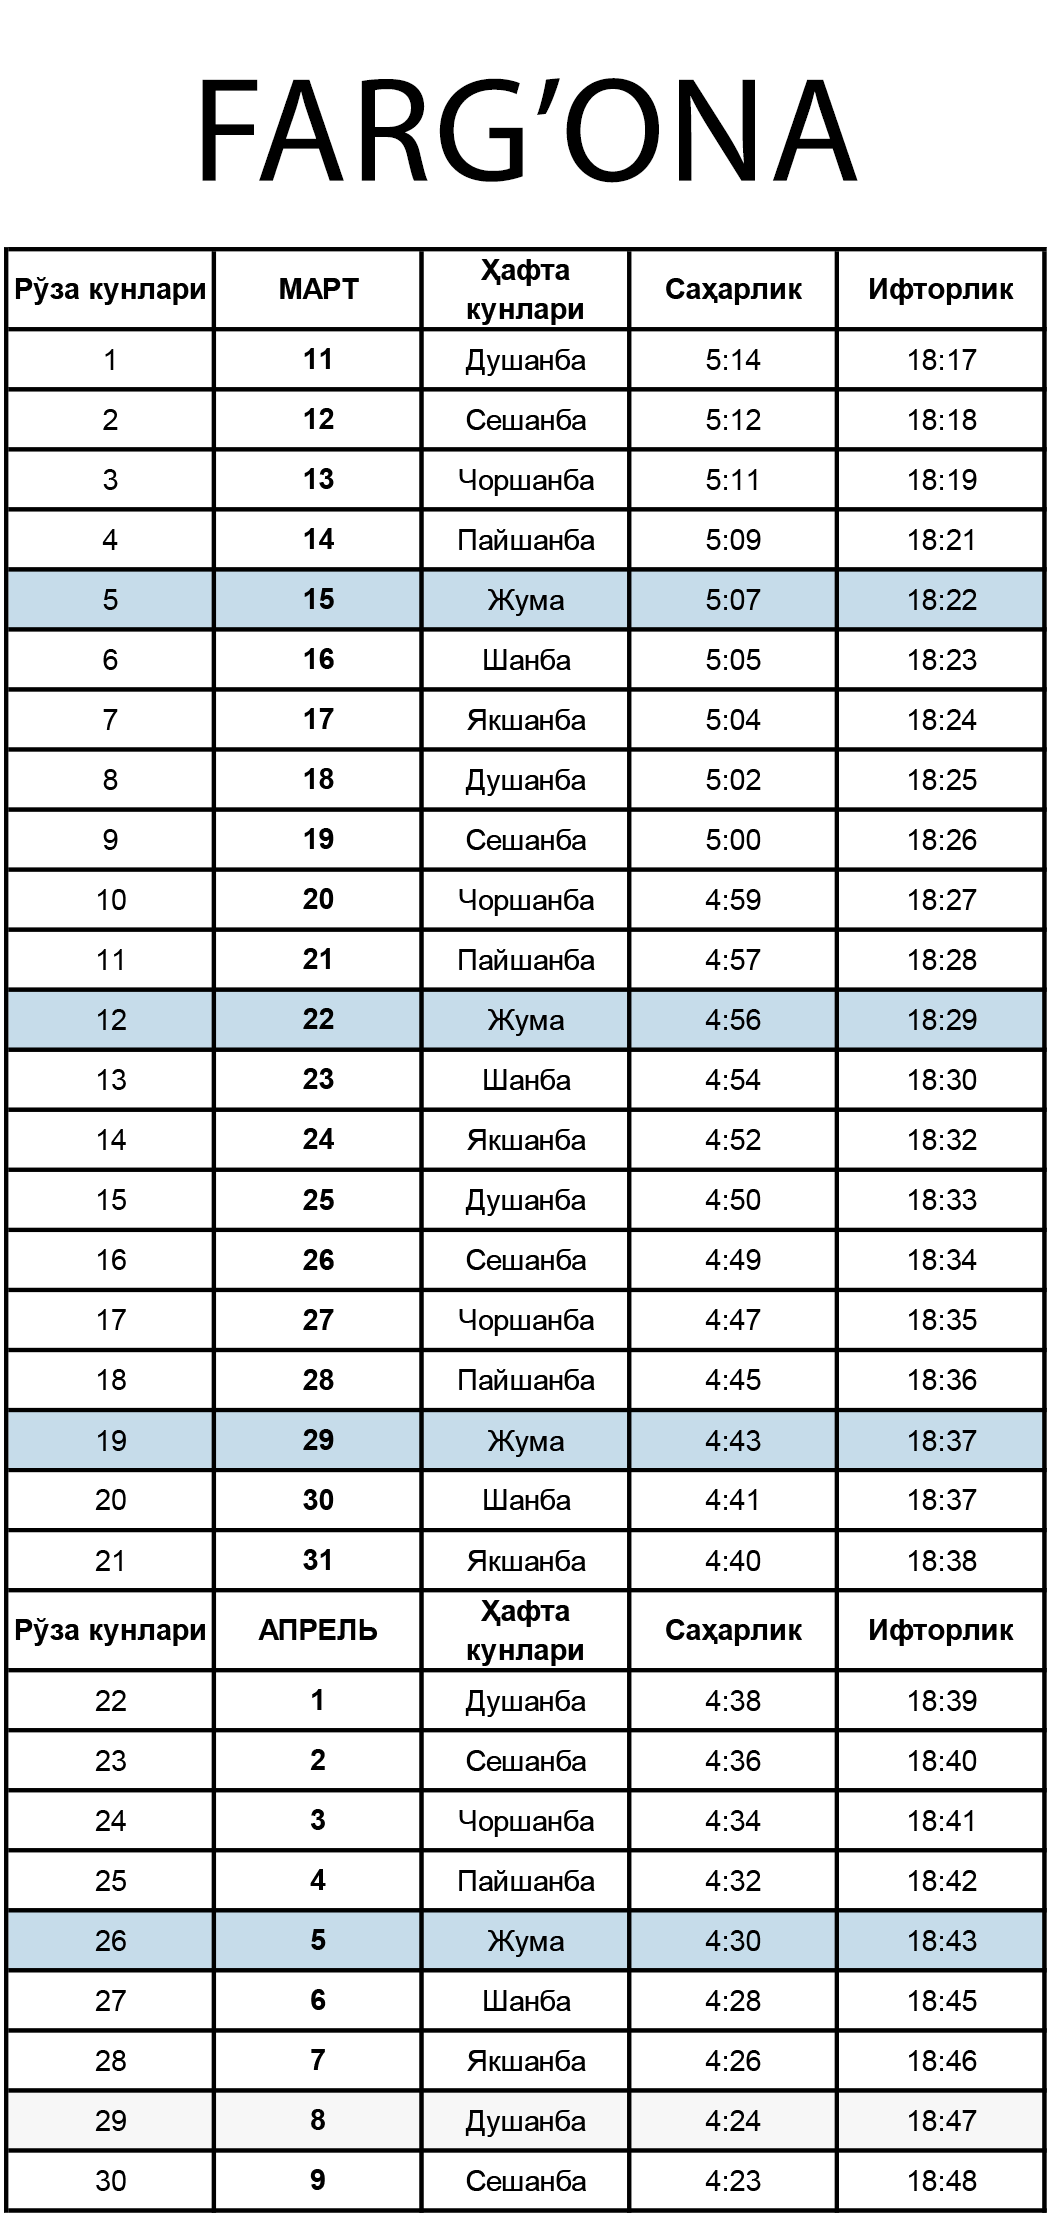 FARG’ONA
Рўза кунлари МАРТ Ҳафта кунлари Саҳарлик Ифторлик
1 11 Душанба 5:14 18:17
2 12 Сешанба 5:12 18:18
3 13 Чоршанба 5:11 18:19
4 14 Пайшанба 5:09 18:21
5 15 Жума 5:07 18:22
6 16 Шанба 5:05 18:23
7 17 Якшанба 5:04 18:24
8 18 Душанба 5:02 18:25
9 19 Сешанба 5:00 18:26
10 20 Чоршанба 4:59 18:27
11 21 Пайшанба 4:57 18:28
12 22 Жума 4:56 18:29
13 23 Шанба 4:54 18:30
14 24 Якшанба 4:52 18:32
15 25 Душанба 4:50 18:33
16 26 Сешанба 4:49 18:34
17 27 Чоршанба 4:47 18:35
18 28 Пайшанба 4:45 18:36
19 29 Жума 4:43 18:37
20 30 Шанба 4:41 18:37
21 31 Якшанба 4:40 18:38
Рўза кунлари АПРЕЛЬ Ҳафта кунлари Саҳарлик Ифторлик
22 1 Душанба 4:38 18:39
23 2 Сешанба 4:36 18:40
24 3 Чоршанба 4:34 18:41
25 4 Пайшанба 4:32 18:42
26 5 Жума 4:30 18:43
27 6 Шанба 4:28 18:45
28 7 Якшанба 4:26 18:46
29 8 Душанба 4:24 18:47
30 9 Сешанба 4:23 18:48